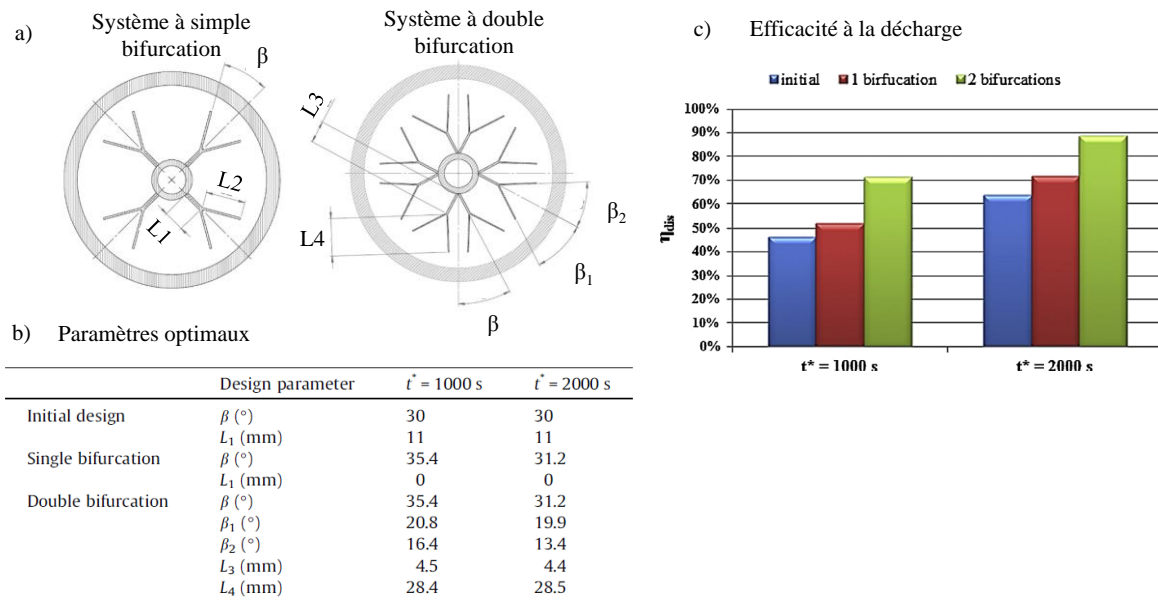 a)
Système à simple
bifurcation
β
L2
L1
Système à double
bifurcation
L3
L4
β2
β1
β
c) Efficacité à la décharge
initial 1 birfucation 2 bifurcations
100%
90%
80%
70%
60%
50%
40%
30%
20%
10%
0%
ηdis
t* = 1000 s t* = 2000 s
b) Paramètres optimaux
Design parameter t* = 1000 s t* = 2000 s
Initial design β (°) 30 30
L1 (mm) 11 11
Single bifurcation β (°) 35.4 31.2
L1 (mm) 0 0
Double bifurcation β (°) 35.4 31.2
β1 (°) 20.8 19.9
β2 (°) 16.4 13.4
L3 (mm) 4.5 4.4
L4 (mm) 28.4 28.5